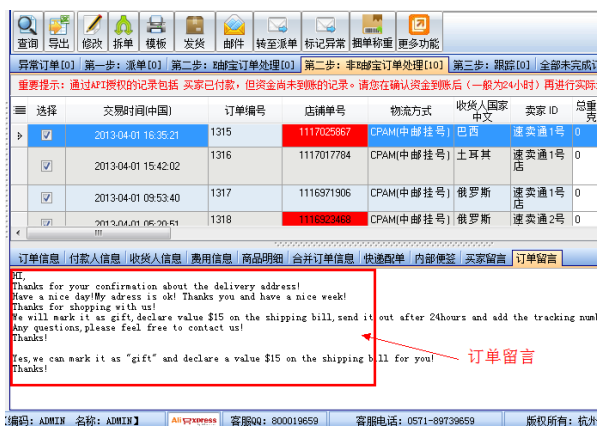 查询 导出 修改 拆单 模板 发货 邮件 转至派单 标记异常 捆单称重 更多功能
异常订单[0] 第一步：派单[0] 第二步：E邮宝订单处理[0] 第二步：非E邮宝订单处理[10] 第三步：跟踪[0] 全部未完成订
重要提示：通过API授权的记录包括 买家已付款，但资金尚未到账的记录。请您在确认资金到账后（一般为24小时）再进行实际
选择 交易时间(中国) 订单编号 店铺单号 物流方式 收货人国家中文 卖家 ID 总重 克
2013-04-01 16:35:21 1315 1117025867 CPAM(中邮挂号) 巴西 速卖通1号店 0
2013-04-01 15:42:02 1316 1117017784 CPAM(中邮挂号) 土耳其 速卖通1号店 0
2013-04-01 09:53:40 1317 1116971906 CPAM(中邮挂号) 俄罗斯 速卖通1号店 0
2013-04-01 05:20:51 1318 1116923468 CPAM(中邮挂号) 俄罗斯 速卖通2号 0
订单信息 付款人信息 收货人信息 费用信息 商品明细 合并订单信息 快递配单 内部便签 买家留言 订单留言
HI,
Thanks for your confirmation about the delivery address!
Have a nice day!My adress is ok! Thanks you and have a nice week!
Thanks for shopping with us!
We will mark it as gift,declare value $15 on the shipping bill,send it out after 24hours and add the tracking numb
Any questions,please feel free to contact us!
Thanks!
Yes,we can mark it as "gift" and declare a value $15 on the shipping bill for you!
Thanks!
订单留言
编码：ADMIN 名称：ADMIN】 AliExpress 客服QQ：800019659 客服电话：0571-89739659 版权所有：杭州